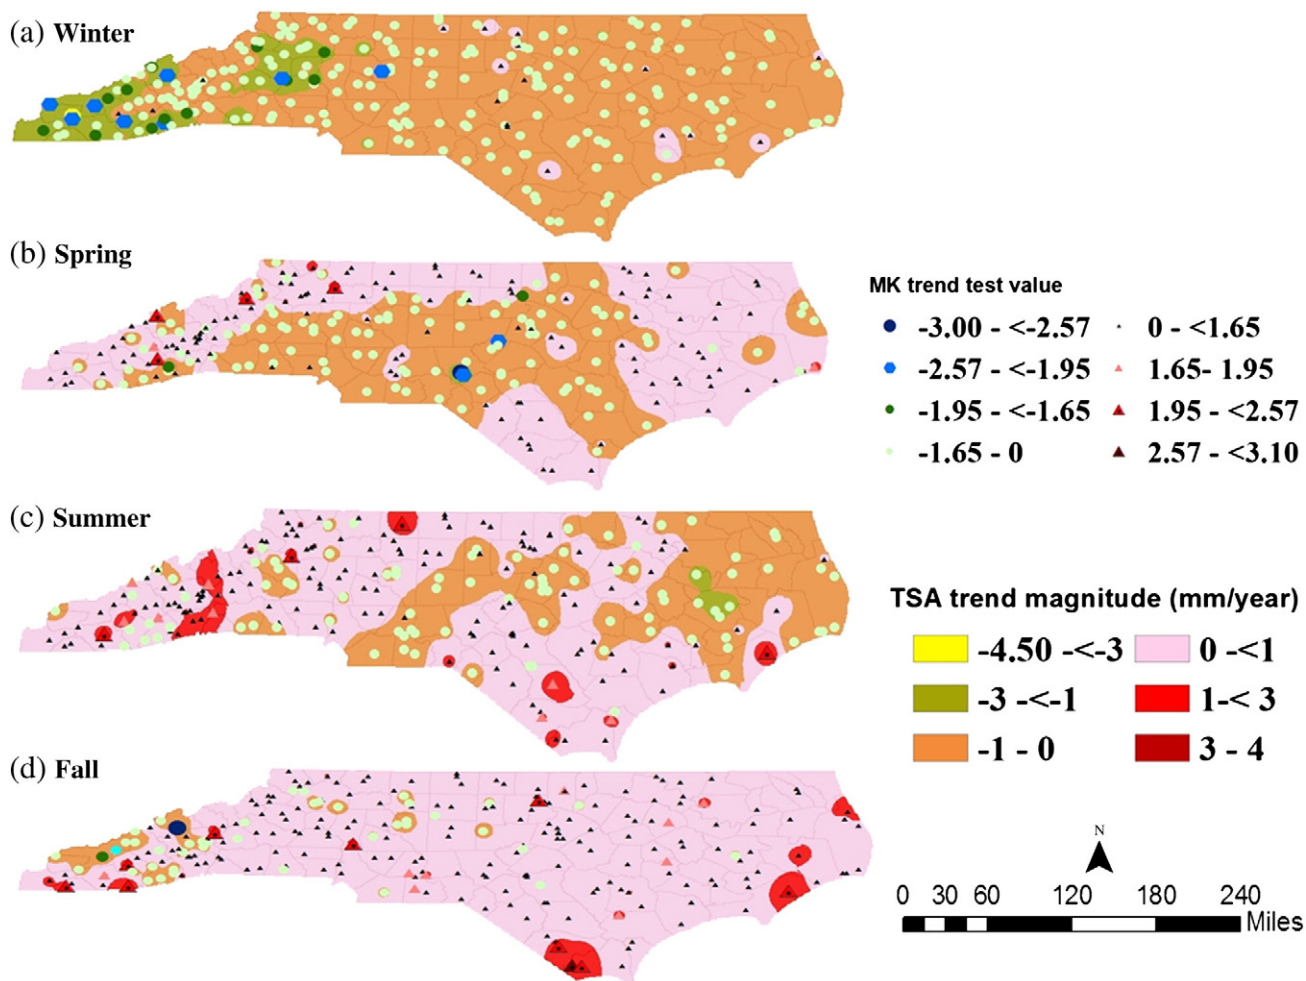 (a) Winter
(b) Spring
MK trend test value
-3.00 - <-2.57
0 - <1.65
-2.57 - <-1.95
1.65- 1.95
-1.95 - <-1.65
1.95 - <2.57
-1.65 - 0
2.57 - <3.10
(c) Summer
TSA trend magnitude (mm/year)
-4.50 -<-3
0 -<1
-3 -<-1
1-< 3
-1 - 0
3 - 4
(d) Fall
N
0 30 60 120 180 240
Miles